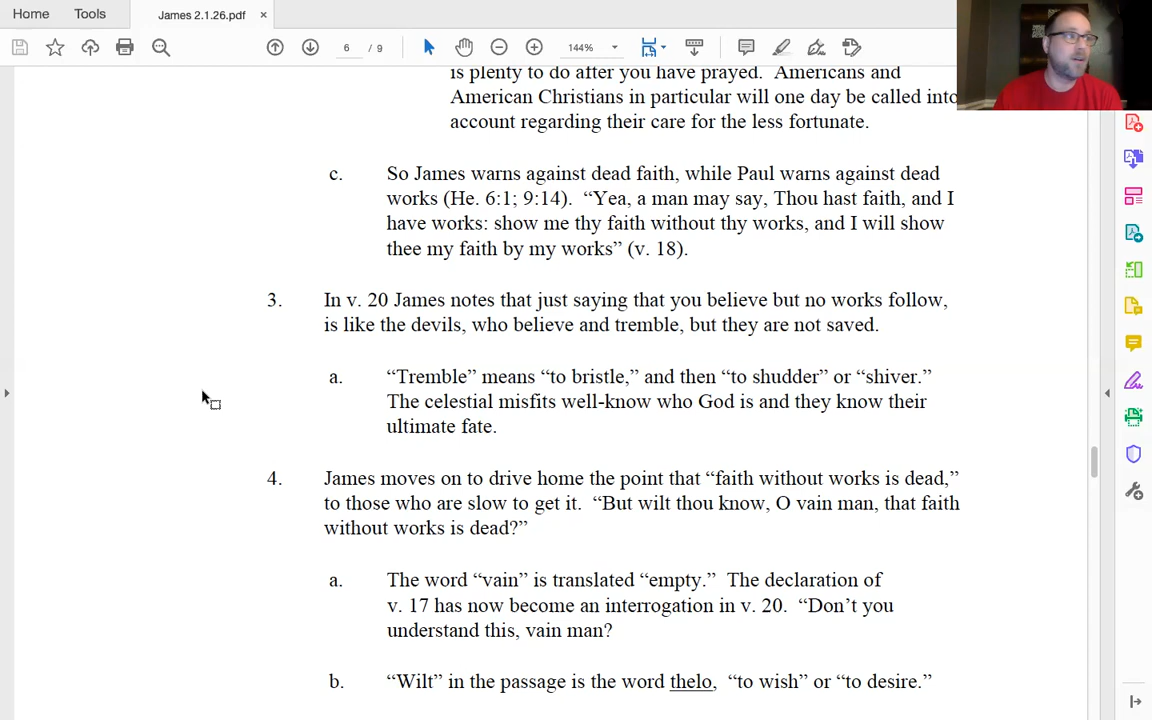 Home
Tools
James 2.1.26.pdf
×
6 / 9
144%
is plenty to do after you have prayed. Americans and
American Christians in particular will one day be called into
account regarding their care for the less fortunate.
c. So James warns against dead faith, while Paul warns against dead
works (He. 6:1; 9:14). “Yea, a man may say, Thou hast faith, and I
have works: show me thy faith without thy works, and I will show
thee my faith by my works” (v. 18).
3. In v. 20 James notes that just saying that you believe but no works follow,
is like the devils, who believe and tremble, but they are not saved.
a. “Tremble” means “to bristle,” and then “to shudder” or “shiver.”
The celestial misfits well-know who God is and they know their
ultimate fate.
4. James moves on to drive home the point that “faith without works is dead,”
to those who are slow to get it. “But wilt thou know, O vain man, that faith
without works is dead?”
a. The word “vain” is translated “empty.” The declaration of
v. 17 has now become an interrogation in v. 20. “Don’t you
understand this, vain man?
b. “Wilt” in the passage is the word thelo, “to wish” or “to desire.”